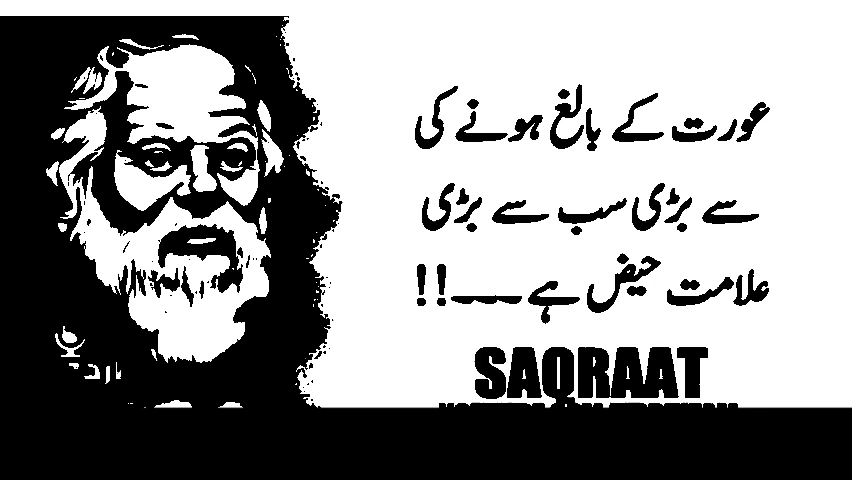 عورت کے بالغ ہونے کی
سے بڑی سب سے بڑی
علامت حیض ہے ۔۔۔!!
SAQRAAT